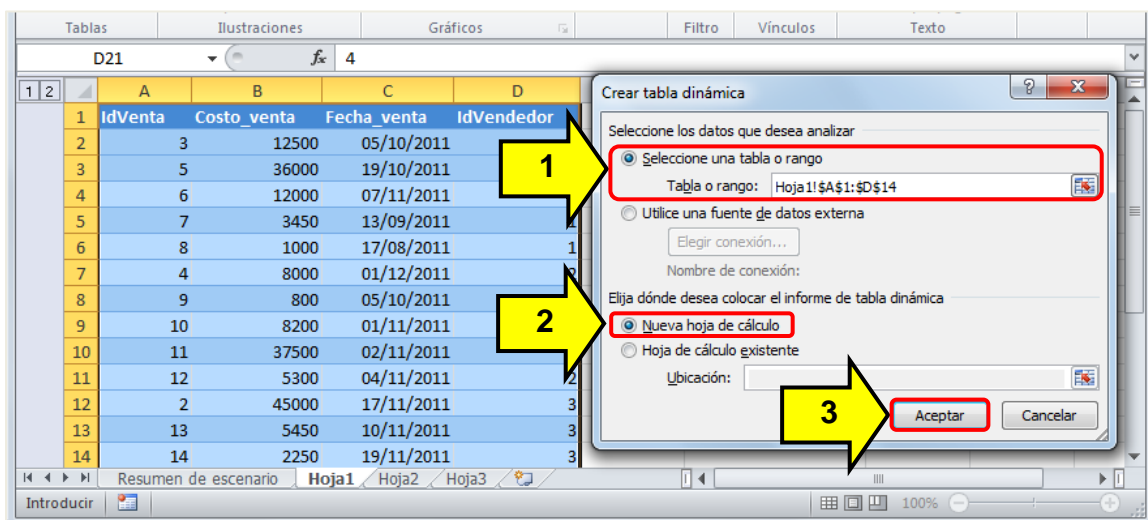 Tablas Ilustraciones Gráficos Filtro Vínculos Texto
D21 fx 4
1 2 A B C D
1 IdVenta Costo_venta Fecha_venta IdVendedor
2 3 12500 05/10/2011
3 5 36000 19/10/2011
4 6 12000 07/11/2011
5 7 3450 13/09/2011
6 8 1000 17/08/2011 1
7 4 8000 01/12/2011
8 9 800 05/10/2011
9 10 8200 01/11/2011
10 11 37500 02/11/2011
11 12 5300 04/11/2011 2
12 2 45000 17/11/2011 3
13 13 5450 10/11/2011 3
14 14 2250 19/11/2011 3
Resumen de escenario Hoja1 Hoja2 Hoja3
Introducir 100%
Crear tabla dinámica
Seleccione los datos que desea analizar
1
Seleccione una tabla o rango
Tabla o rango: Hoja1!$A$1:$D$14
Utilice una fuente de datos externa
Elegir conexión...
Nombre de conexión:
Elija dónde desea colocar el informe de tabla dinámica
2
Nueva hoja de cálculo
Hoja de cálculo existente
Ubicación:
3
Aceptar Cancelar